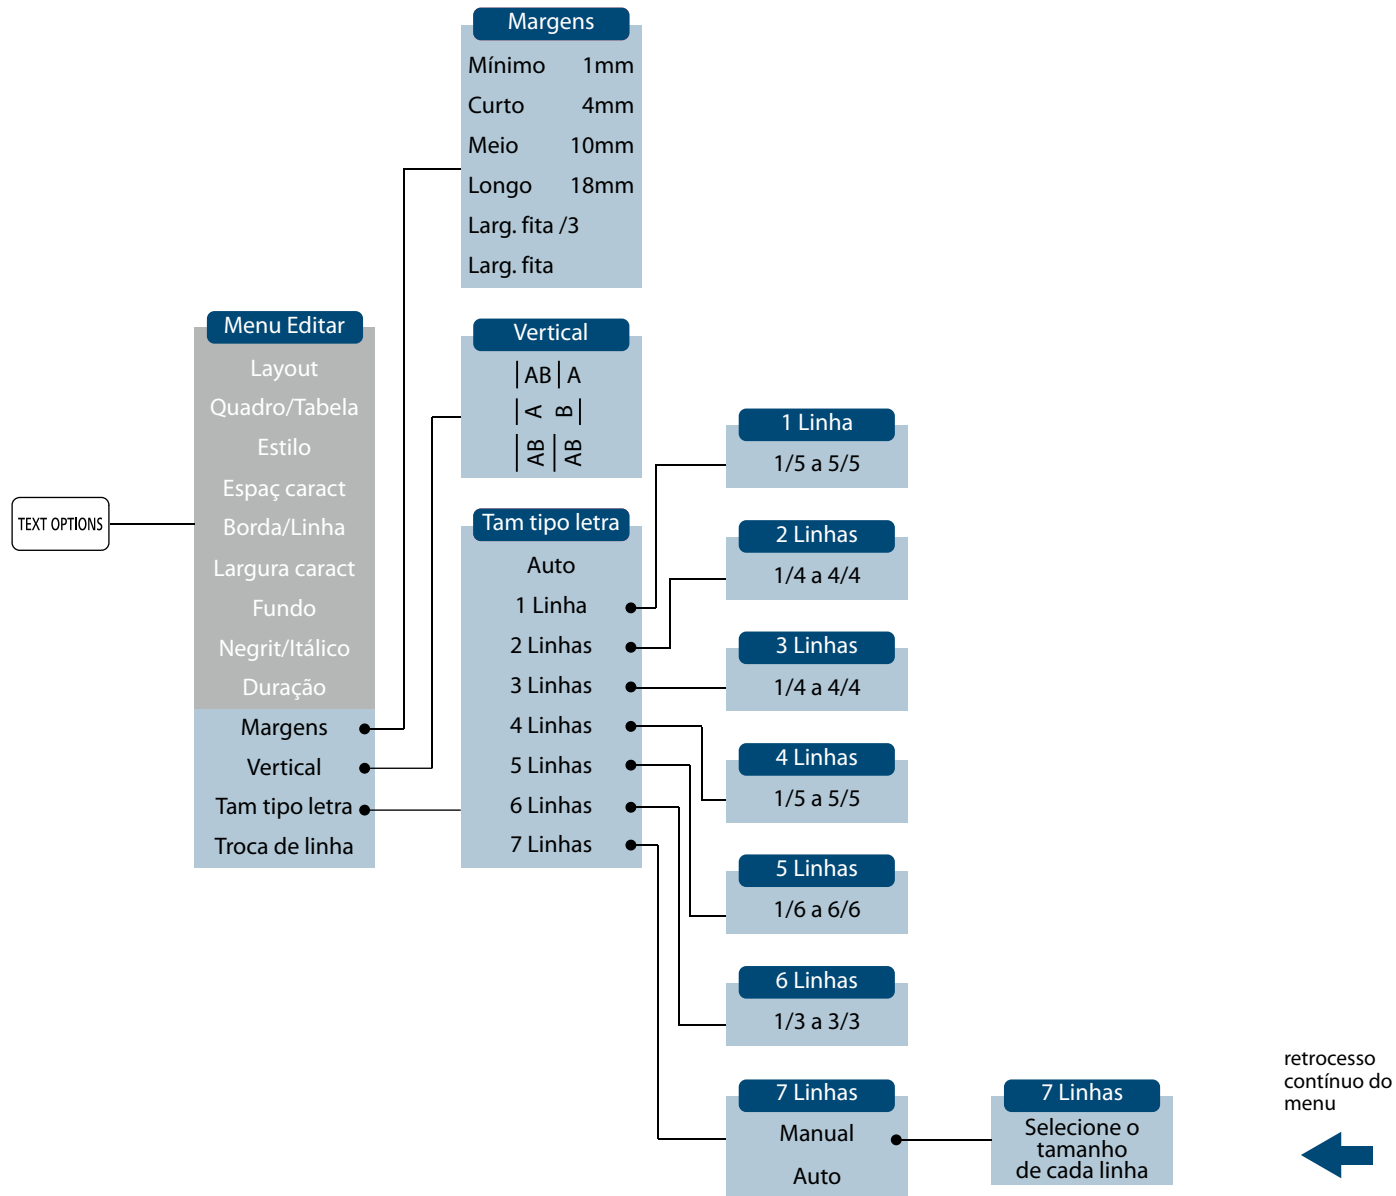 Margens
Mínimo 1mm
Curto 4mm
Meio 10mm
Longo 18mm
Larg. fita /3
Larg. fita
TEXT OPTIONS
Menu Editar
Layout
Quadro/Tabela
Estilo
Espaç caract
Borda/Linha
Largura caract
Fundo
Negrit/Itálico
Duração
Margens
Vertical
Tam tipo letra
Troca de linha
Vertical
AB A
A B
AB AB
Tam tipo letra
Auto
1 Linha
2 Linhas
3 Linhas
4 Linhas
5 Linhas
6 Linhas
7 Linhas
1 Linha
1/5 a 5/5
2 Linhas
1/4 a 4/4
3 Linhas
1/4 a 4/4
4 Linhas
1/5 a 5/5
5 Linhas
1/6 a 6/6
6 Linhas
1/3 a 3/3
7 Linhas
Manual
Auto
7 Linhas
Selecione o
tamanho
de cada linha
retrocesso
contínuo do
menu